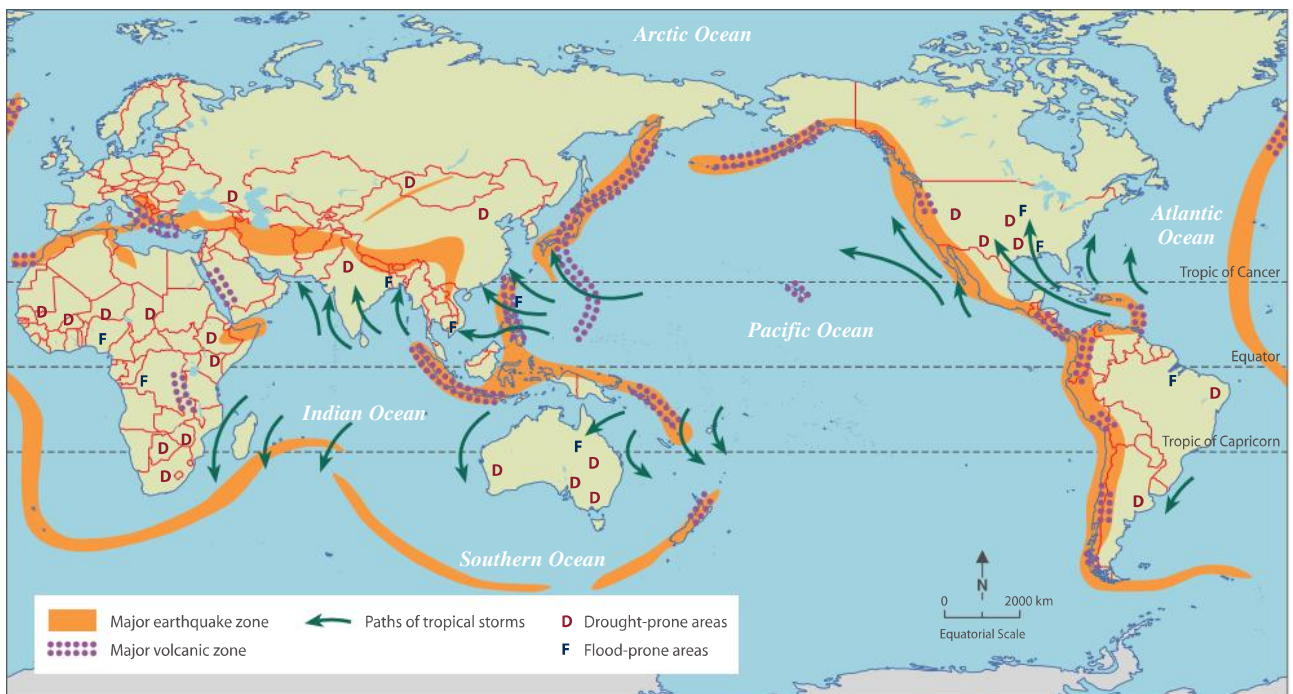 Arctic Ocean
D
D
D
F
D
D
F
D
D
F
Atlantic
Ocean
Tropic of Cancer
D
F
F
F
D
D
D
D
F
D
D
Pacific Ocean
Equator
F
F
D
Indian Ocean
Tropic of Capricorn
D
D
D
F
D
D
D
D
D
Southern Ocean
N
0 2000 km
Equatorial Scale
Major earthquake zone
Paths of tropical storms
D Drought-prone areas
Major volcanic zone
F Flood-prone areas